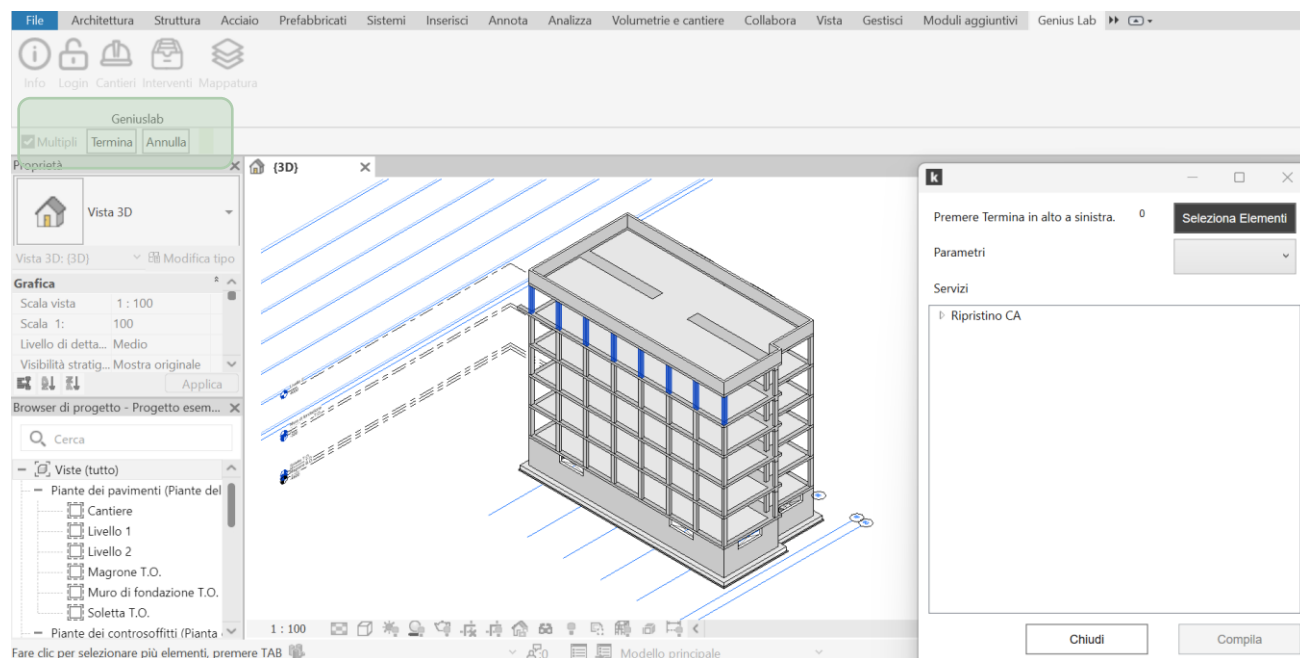 File Architettura Struttura Acciaio Prefabbricati Sistemi Inserisci Annota Analizza Volumetrie e cantiere Collabora Vista Gestisci Moduli aggiuntivi Genius Lab
Info Login Cantieri Interventi Mappatura
Geniuslab
Multipli Termina Annulla
Proprietà
Vista 3D
Vista 3D: {3D} Modifica tipo
Grafica
Scala vista 1 : 100
Scala 1: 100
Livello di detta... Medio
Visibilità stratig... Mostra originale
Applica
Browser di progetto - Progetto esem...
Cerca
Viste (tutto)
Piante dei pavimenti (Piante del
Cantiere
Livello 1
Livello 2
Magrone T.O.
Muro di fondazione T.O.
Soletta T.O.
Piante dei controsoffitti (Pianta
Fare clic per selezionare più elementi, premere TAB
{3D}
1 : 100
:0 Modello principale
k
Premere Termina in alto a sinistra. 0 Seleziona Elementi
Parametri
Servizi
Ripristino CA
Chiudi Compila